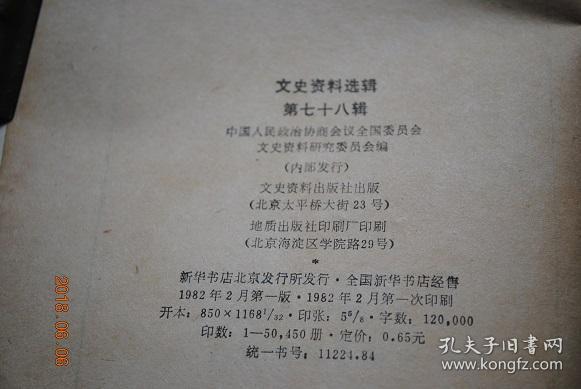 文史资料选辑
第七十八辑
中国人民政治协商会议全国委员会
文史资料研究委员会编
(内部发行)
文史资料出版社出版
(北京太平桥大街23号)
地质出版社印刷厂印刷
(北京海淀区学院路29号)
*
新华书店北京发行所发行·全国新华书店经售
1982年2月第一版·1982年2月第一次印刷
开本:850×1168 1/32·印张:5 5/8·字数:120,000
印数:1—50,450册·定价:0.65元
统一书号:11224.84
2018.06.08
孔夫子旧书网
kongfz.com